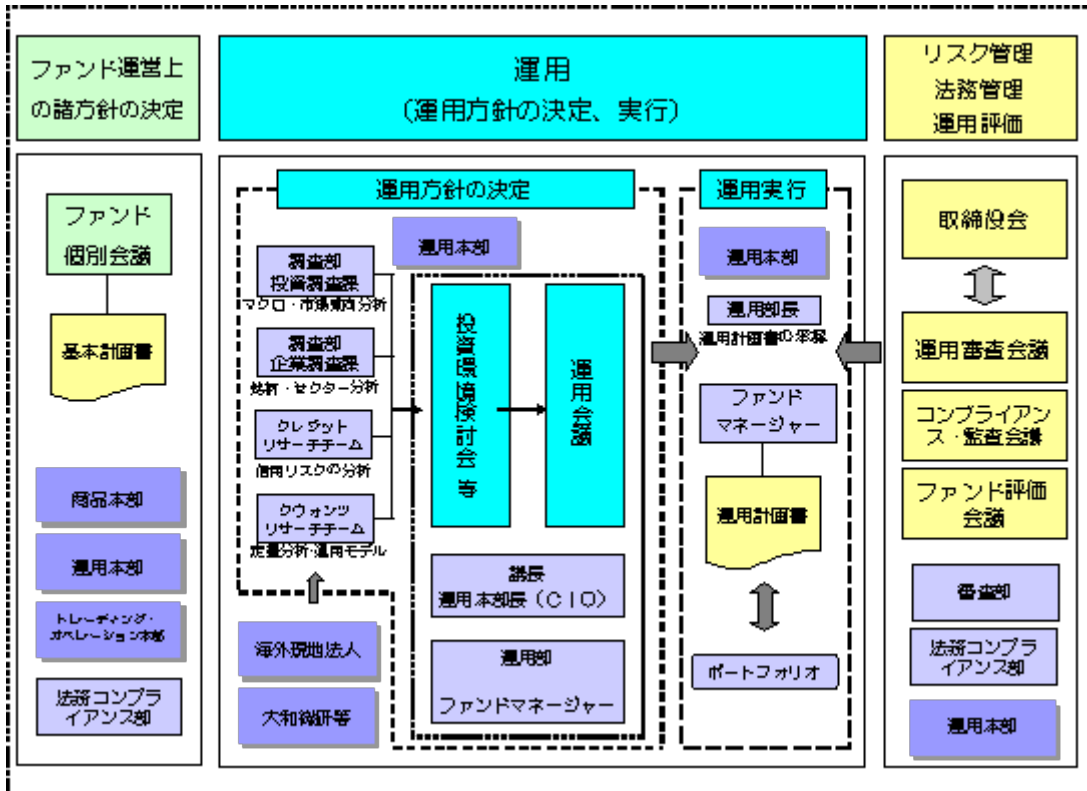 ファンド運営上
の諸方針の決定
運用
(運用方針の決定、実行)
リスク管理
法務管理
運用評価
ファンド
個別会議
基本計画書
商品本部
運用本部
トレーディング・
オペレーション本部
法務コンプラ
イアンス部
運用方針の決定
運用本部
調査部
投資調査課
マクロ・市場動向分析
調査部
企業調査課
銘柄・セクター分析
クレジット
リサーチチーム
信用リスクの分析
クウォンツ
リサーチチーム
定量分析・運用モデル
海外現地法人
大和総研等
投資環境検討会 等
運用会議
議長
運用本部長(CIO)
運用部
ファンドマネージャー
運用実行
運用本部
運用部長
運用計画書の承認
ファンド
マネージャー
運用計画書
ポートフォリオ
取締役会
運用審査会議
コンプライアン
ス・監査会議
ファンド評価
会議
審査部
法務コンプラ
イアンス部
運用本部